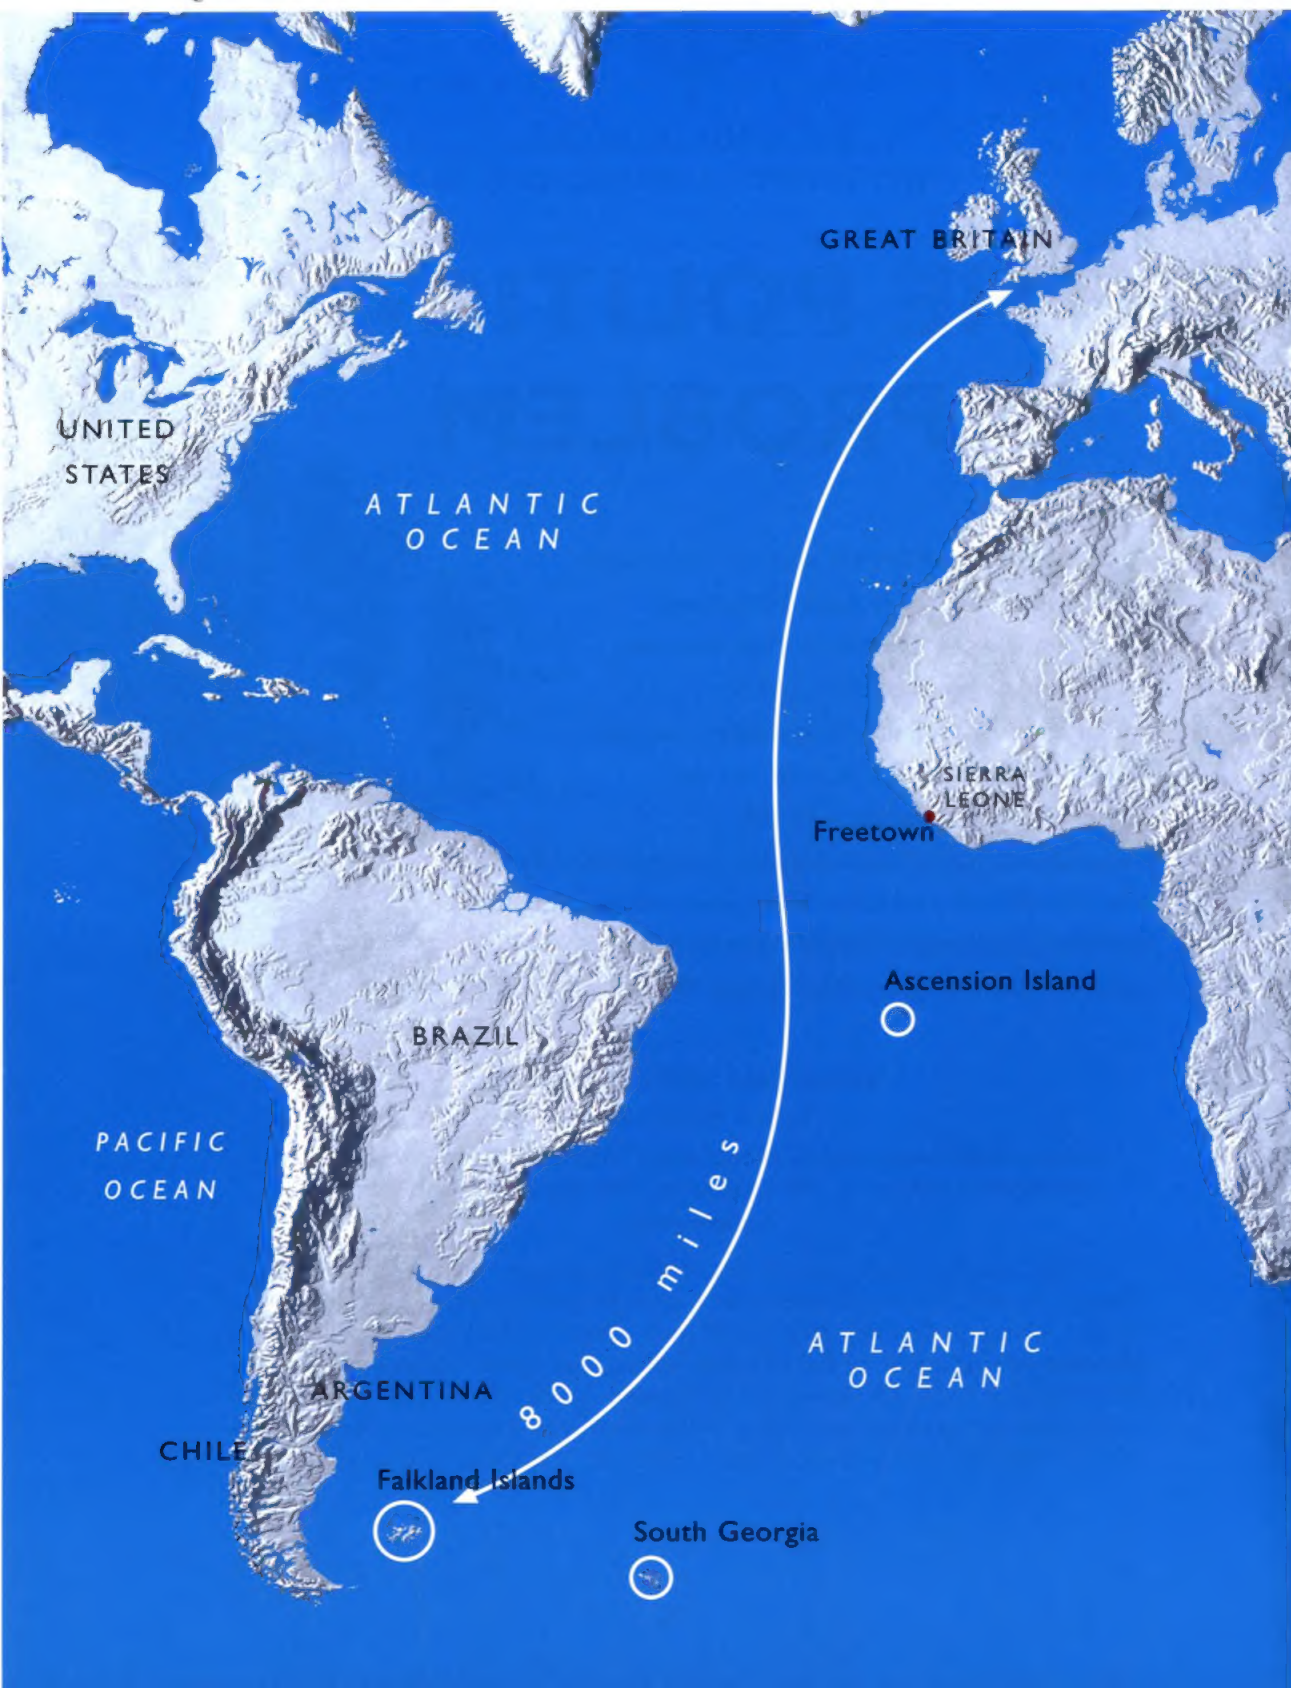 GREAT BRITAIN
UNITED
STATES
ATLANTIC
OCEAN
SIERRA
LEONE
Freetown
Ascension Island
BRAZIL
PACIFIC
OCEAN
8000 miles
ATLANTIC
OCEAN
ARGENTINA
CHILE
Falkland Islands
South Georgia